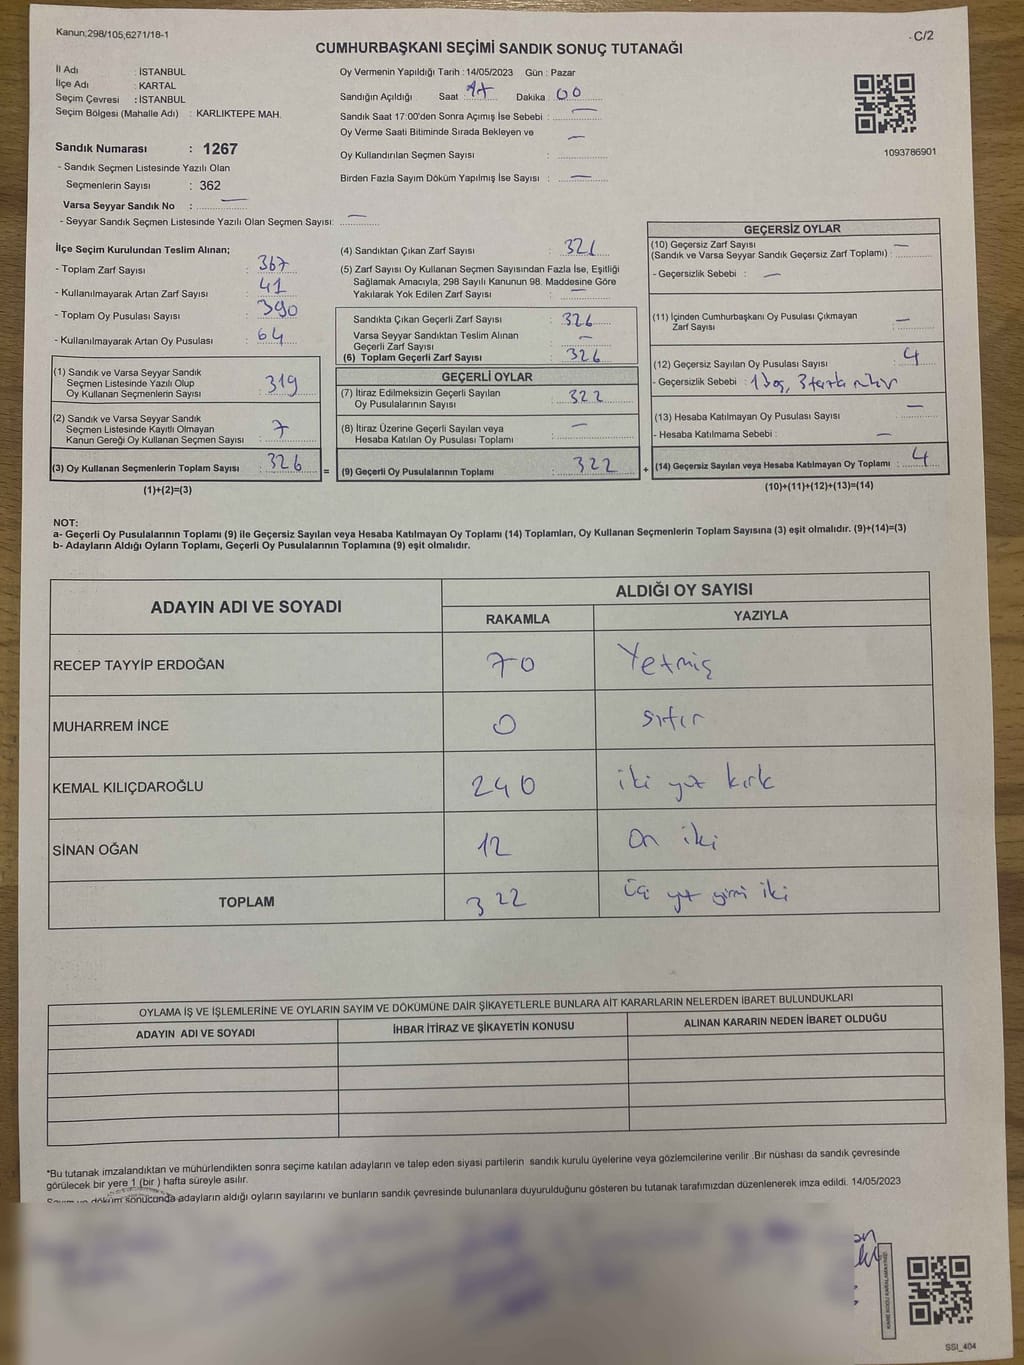 Kanun;298/105,6271/18-1
C/2
CUMHURBAŞKANI SEÇİMİ SANDIK SONUÇ TUTANAĞI
İl Adı : İSTANBUL
İlçe Adı : KARTAL
Seçim Çevresi : İSTANBUL
Seçim Bölgesi (Mahalle Adı) : KARLIKTEPE MAH.
Sandık Numarası : 1267
- Sandık Seçmen Listesinde Yazılı Olan
Seçmenlerin Sayısı : 362
Varsa Seyyar Sandık No : —
- Seyyar Sandık Seçmen Listesinde Yazılı Olan Seçmen Sayısı: —
Oy Vermenin Yapıldığı Tarih : 14/05/2023 Gün : Pazar
Sandığın Açıldığı Saat 17 Dakika : 00
Sandık Saat 17:00'den Sonra Açımış İse Sebebi : —
Oy Verme Saati Bitiminde Sırada Bekleyen ve
Oy Kullandırılan Seçmen Sayısı : —
Birden Fazla Sayım Döküm Yapılmış İse Sayısı : —
1093786901
İlçe Seçim Kurulundan Teslim Alınan;
- Toplam Zarf Sayısı : 367
- Kullanılmayarak Artan Zarf Sayısı : 41
- Toplam Oy Pusulası Sayısı : 390
- Kullanılmayarak Artan Oy Pusulası : 64
(1) Sandık ve Varsa Seyyar Sandık
Seçmen Listesinde Yazılı Olup
Oy Kullanan Seçmenlerin Sayısı : 319
(2) Sandık ve Varsa Seyyar Sandık
Seçmen Listesinde Kayıtlı Olmayan
Kanun Gereği Oy Kullanan Seçmen Sayısı : 7
(3) Oy Kullanan Seçmenlerin Toplam Sayısı : 326 =
(1)+(2)=(3)
(4) Sandıktan Çıkan Zarf Sayısı : 326
(5) Zarf Sayısı Oy Kullanan Seçmen Sayısından Fazla İse, Eşitliği
Sağlamak Amacıyla; 298 Sayılı Kanunun 98. Maddesine Göre
Yakılarak Yok Edilen Zarf Sayısı : —
Sandıkta Çıkan Geçerli Zarf Sayısı : 326
Varsa Seyyar Sandıktan Teslim Alınan
Geçerli Zarf Sayısı : —
(6) Toplam Geçerli Zarf Sayısı : 326
GEÇERLİ OYLAR
(7) İtiraz Edilmeksizin Geçerli Sayılan
Oy Pusulalarının Sayısı : 322
(8) İtiraz Üzerine Geçerli Sayılan veya
Hesaba Katılan Oy Pusulası Toplamı : —
(9) Geçerli Oy Pusulalarının Toplamı : 322 +
GEÇERSİZ OYLAR
(10) Geçersiz Zarf Sayısı
(Sandık ve Varsa Seyyar Sandık Geçersiz Zarf Toplamı) : —
- Geçersizlik Sebebi : —
(11) İçinden Cumhurbaşkanı Oy Pusulası Çıkmayan
Zarf Sayısı : —
(12) Geçersiz Sayılan Oy Pusulası Sayısı : 4
- Geçersizlik Sebebi : 1 boş, 3 fazla mühür
(13) Hesaba Katılmayan Oy Pusulası Sayısı : —
- Hesaba Katılmama Sebebi : —
(14) Geçersiz Sayılan veya Hesaba Katılmayan Oy Toplamı : 4
(10)+(11)+(12)+(13)=(14)
NOT:
a- Geçerli Oy Pusulalarının Toplamı (9) ile Geçersiz Sayılan veya Hesaba Katılmayan Oy Toplamı (14) Toplamları, Oy Kullanan Seçmenlerin Toplam Sayısına (3) eşit olmalıdır. (9)+(14)=(3)
b- Adayların Aldığı Oyların Toplamı, Geçerli Oy Pusulalarının Toplamına (9) eşit olmalıdır.
ADAYIN ADI VE SOYADI
ALDIĞI OY SAYISI
RAKAMLA YAZIYLA
RECEP TAYYİP ERDOĞAN 70 Yetmiş
MUHARREM İNCE 0 sıfır
KEMAL KILIÇDAROĞLU 240 iki yüz kırk
SİNAN OĞAN 12 On iki
TOPLAM 322 Üç yüz yirmi iki
OYLAMA İŞ VE İŞLEMLERİNE VE OYLARIN SAYIM VE DÖKÜMÜNE DAİR ŞİKAYETLERLE BUNLARA AİT KARARLARIN NELERDEN İBARET BULUNDUKLARI
ADAYIN ADI VE SOYADI İHBAR İTİRAZ VE ŞİKAYETİN KONUSU ALINAN KARARIN NEDEN İBARET OLDUĞU
*Bu tutanak imzalandıktan ve mühürlendikten sonra seçime katılan adayların ve talep eden siyasi partilerin sandık kurulu üyelerine veya gözlemcilerine verilir .Bir nüshası da sandık çevresinde
görülecek bir yere 1 (bir ) hafta süreyle asılır.
Sayım ve döküm sonucunda adayların aldığı oyların sayılarını ve bunların sandık çevresinde bulunanlara duyurulduğunu gösteren bu tutanak tarafımızdan düzenlenerek imza edildi. 14/05/2023
SSI_404